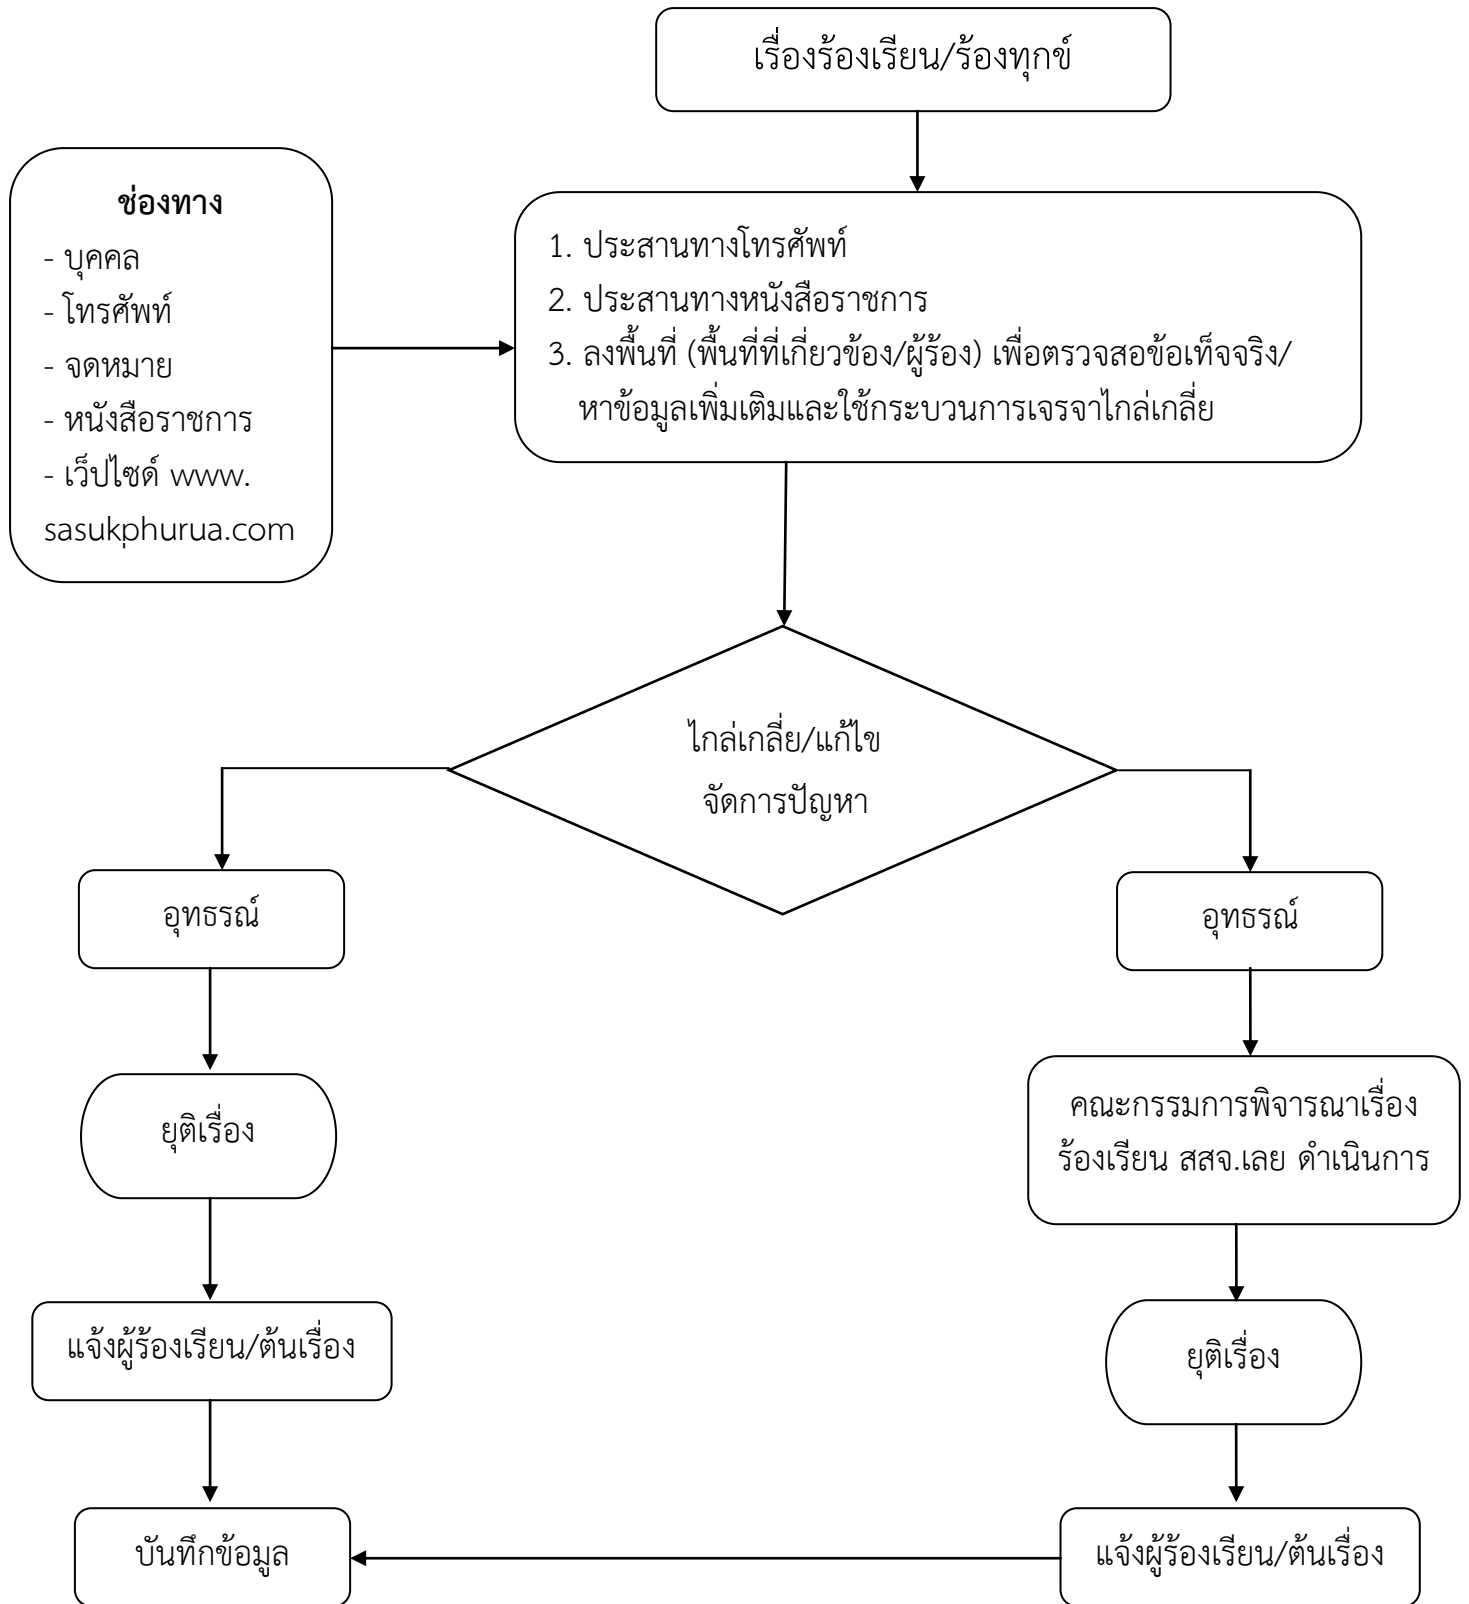 เรื่องร้องเรียน/ร้องทุกข์
ช่องทาง
- บุคคล
- โทรศัพท์
- จดหมาย
- หนังสือราชการ
- เว็ปไซด์ www.
sasukphurua.com
1. ประสานทางโทรศัพท์
2. ประสานทางหนังสือราชการ
3. ลงพื้นที่ (พื้นที่ที่เกี่ยวข้อง/ผู้ร้อง) เพื่อตรวจสอข้อเท็จจริง/
หาข้อมูลเพิ่มเติมและใช้กระบวนการเจรจาไกล่เกลี่ย
ไกล่เกลี่ย/แก้ไข
จัดการปัญหา
อุทธรณ์
อุทธรณ์
ยุติเรื่อง
คณะกรรมการพิจารณาเรื่อง
ร้องเรียน สสจ.เลย ดำเนินการ
แจ้งผู้ร้องเรียน/ต้นเรื่อง
ยุติเรื่อง
บันทึกข้อมูล
แจ้งผู้ร้องเรียน/ต้นเรื่อง